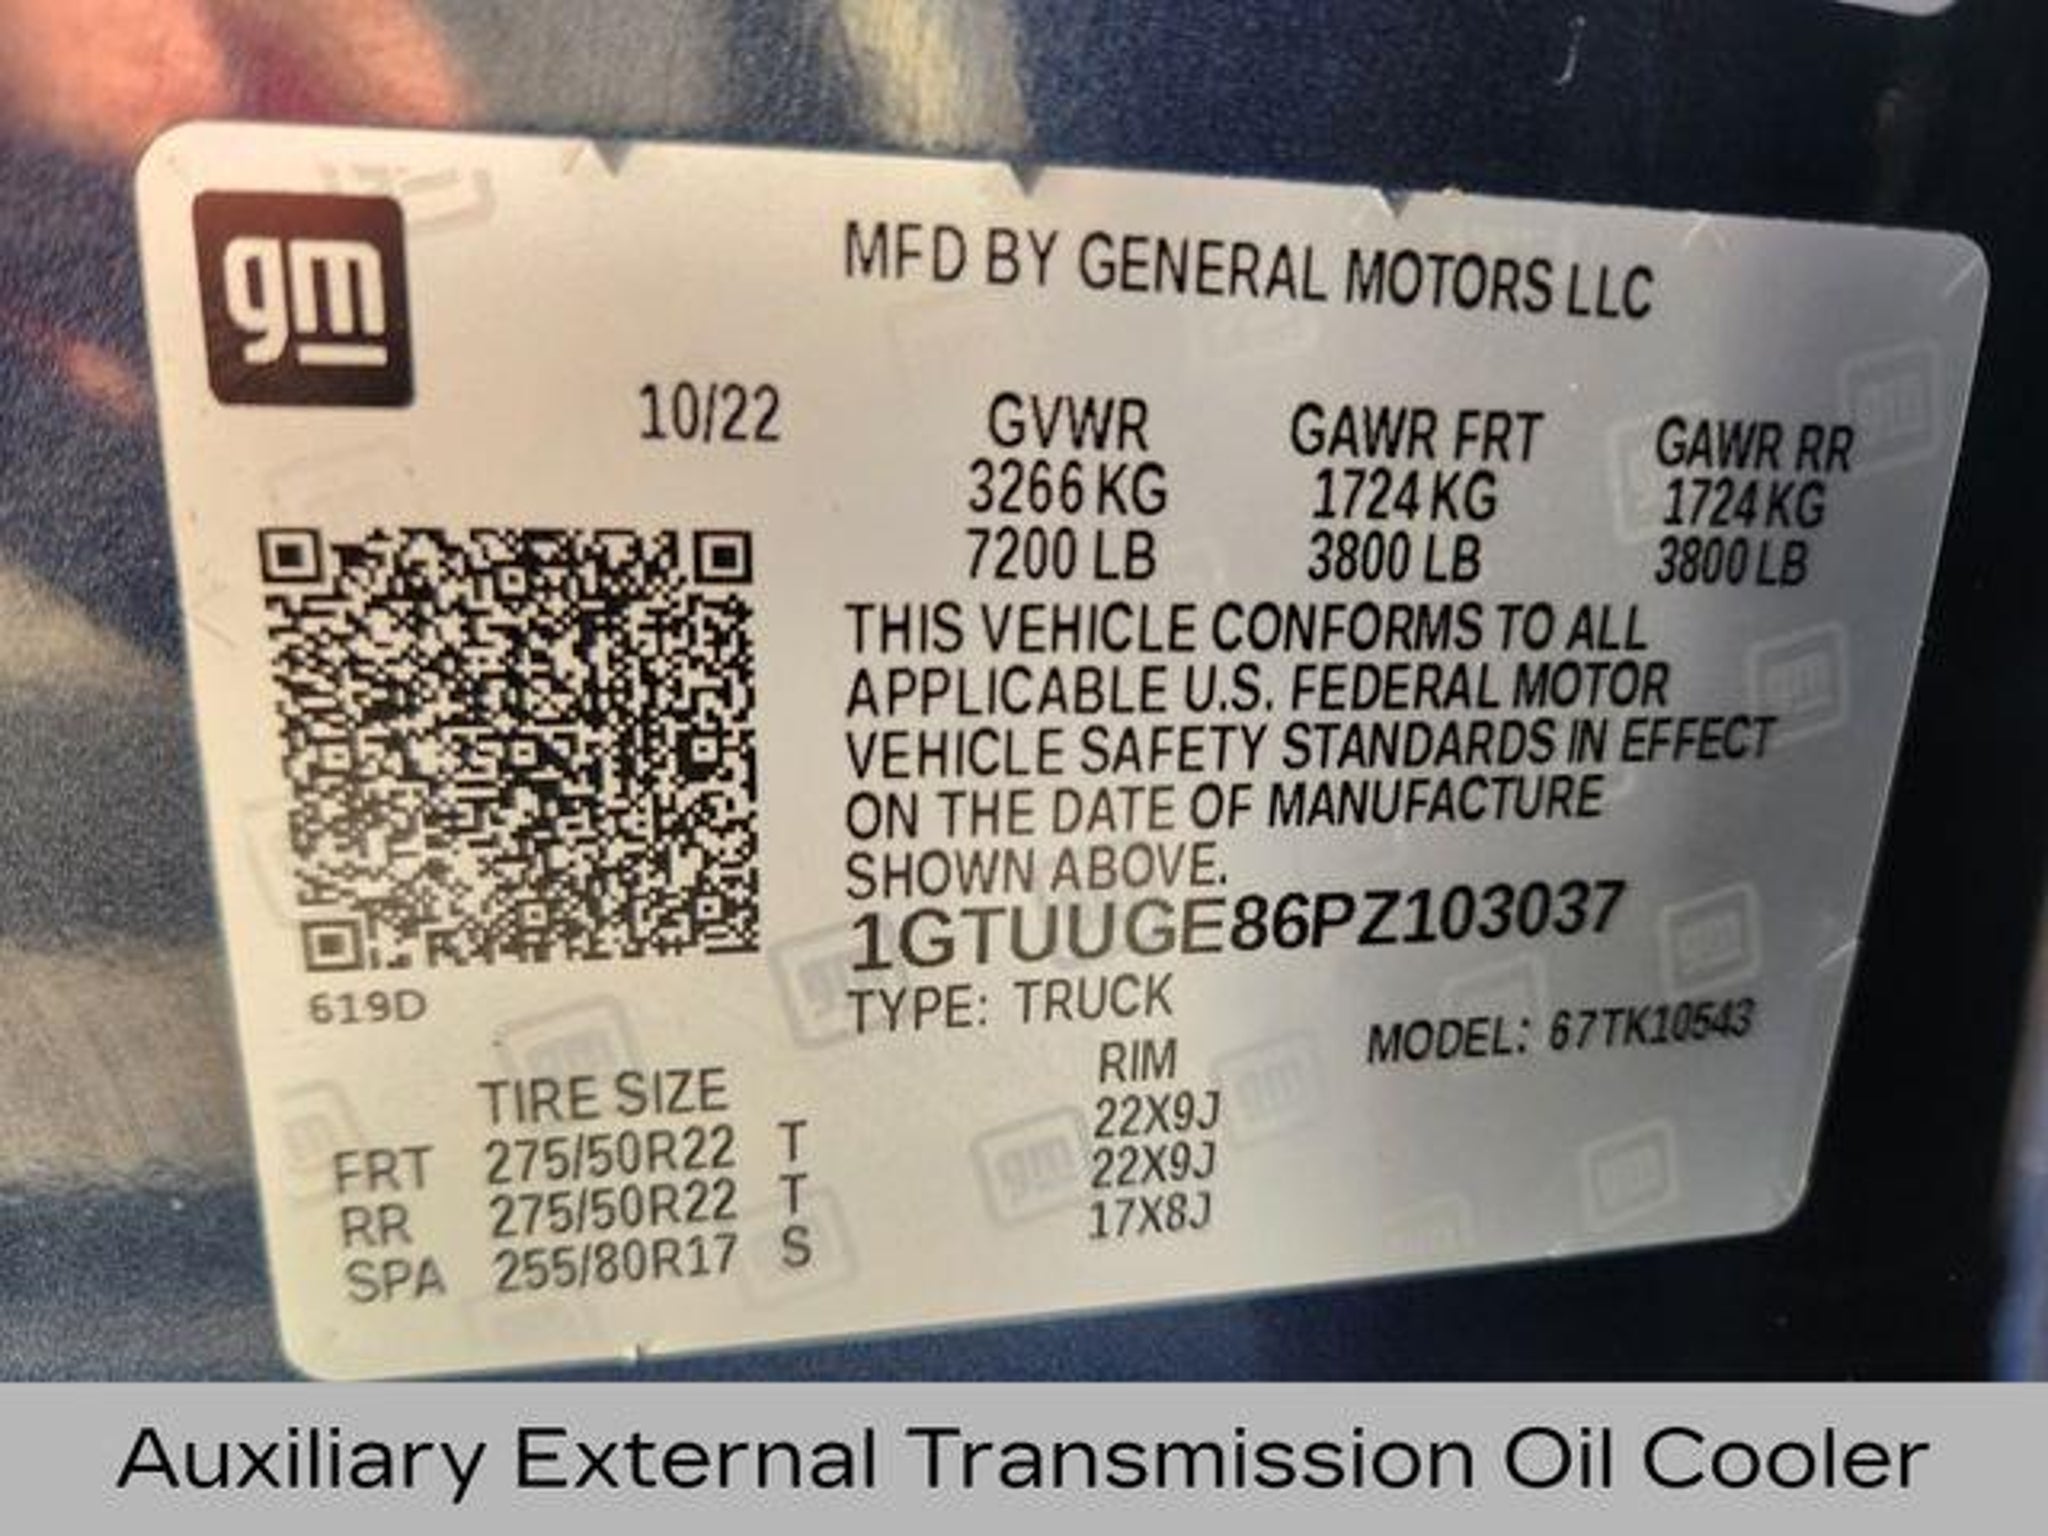 gm
MFD BY GENERAL MOTORS LLC
10/22
GVWR GAWR FRT GAWR RR
3266 KG 1724 KG 1724 KG
7200 LB 3800 LB 3800 LB
THIS VEHICLE CONFORMS TO ALL
APPLICABLE U.S. FEDERAL MOTOR
VEHICLE SAFETY STANDARDS IN EFFECT
ON THE DATE OF MANUFACTURE
SHOWN ABOVE.
1GTUUGE86PZ103037
619D
TYPE: TRUCK
MODEL: 67TK10543
TIRE SIZE RIM
FRT 275/50R22 T 22X9J
RR 275/50R22 T 22X9J
SPA 255/80R17 S 17X8J
Auxiliary External Transmission Oil Cooler